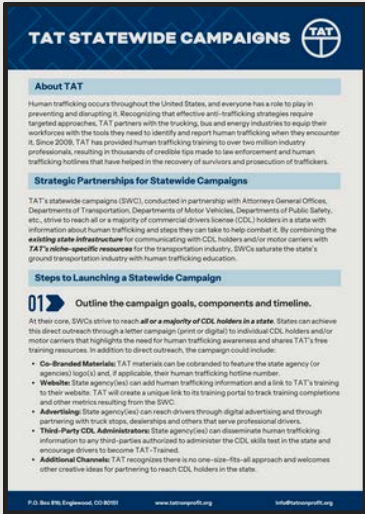 TAT STATEWIDE CAMPAIGNS
TAT
About TAT
Human trafficking occurs throughout the United States, and everyone has a role to play in
preventing and disrupting it. Recognizing that effective anti-trafficking strategies require
targeted approaches, TAT partners with the trucking, bus and energy industries to equip their
workforces with the tools they need to identify and report human trafficking when they encounter
it. Since 2009, TAT has provided human trafficking training to over two million industry
professionals, resulting in thousands of credible tips made to law enforcement and human
trafficking hotlines that have helped in the recovery of survivors and prosecution of traffickers.
Strategic Partnerships for Statewide Campaigns
TAT's statewide campaigns (SWC), conducted in partnership with Attorneys General Offices,
Departments of Transportation, Departments of Motor Vehicles, Departments of Public Safety,
etc., strive to reach all or a majority of commercial drivers license (CDL) holders in a state with
information about human trafficking and steps they can take to help combat it. By combining the
existing state infrastructure for communicating with CDL holders and/or motor carriers with
TAT's niche-specific resources for the transportation industry, SWCs saturate the state's
ground transportation industry with human trafficking education.
Steps to Launching a Statewide Campaign
01 Outline the campaign goals, components and timeline.
At their core, SWCs strive to reach all or a majority of CDL holders in a state. States can achieve
this direct outreach through a letter campaign (print or digital) to individual CDL holders and/or
motor carriers that highlights the need for human trafficking awareness and shares TAT's free
training resources. In addition to direct outreach, the campaign could include:
• Co-Branded Materials: TAT materials can be cobranded to feature the state agency (or
agencies) logo(s) and, if applicable, their human trafficking hotline number.
• Website: State agency(ies) can add human trafficking information and a link to TAT's training
to their website. TAT will create a unique link to its training portal to track training completions
and other metrics resulting from the SWC.
• Advertising: State agency(ies) can reach drivers through digital advertising and through
partnering with truck stops, dealerships and others that serve professional drivers.
• Third-Party CDL Administrators: State agency(ies) can disseminate human trafficking
information to any third-parties authorized to administer the CDL skills test in the state and
encourage drivers to become TAT-Trained.
• Additional Channels: TAT recognizes there is no one-size-fits-all approach and welcomes
other creative ideas for partnering to reach CDL holders in the state.
P.O. Box 816, Englewood, CO 80151 www.tatnonprofit.org info@tatnonprofit.org